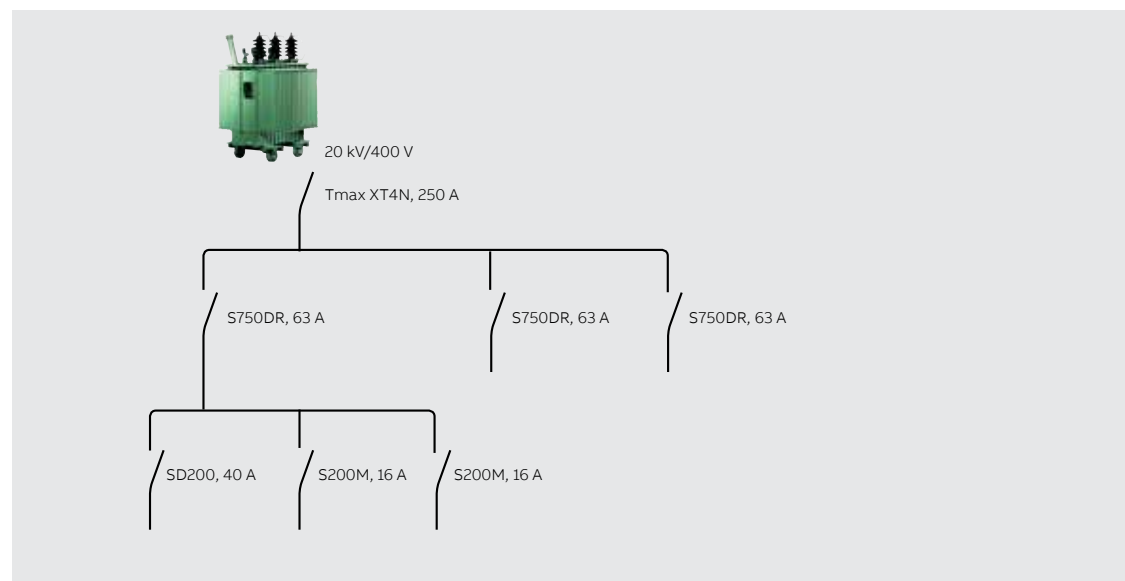 20 kV/400 V
Tmax XT4N, 250 A
S750DR, 63 A
S750DR, 63 A
S750DR, 63 A
SD200, 40 A
S200M, 16 A
S200M, 16 A